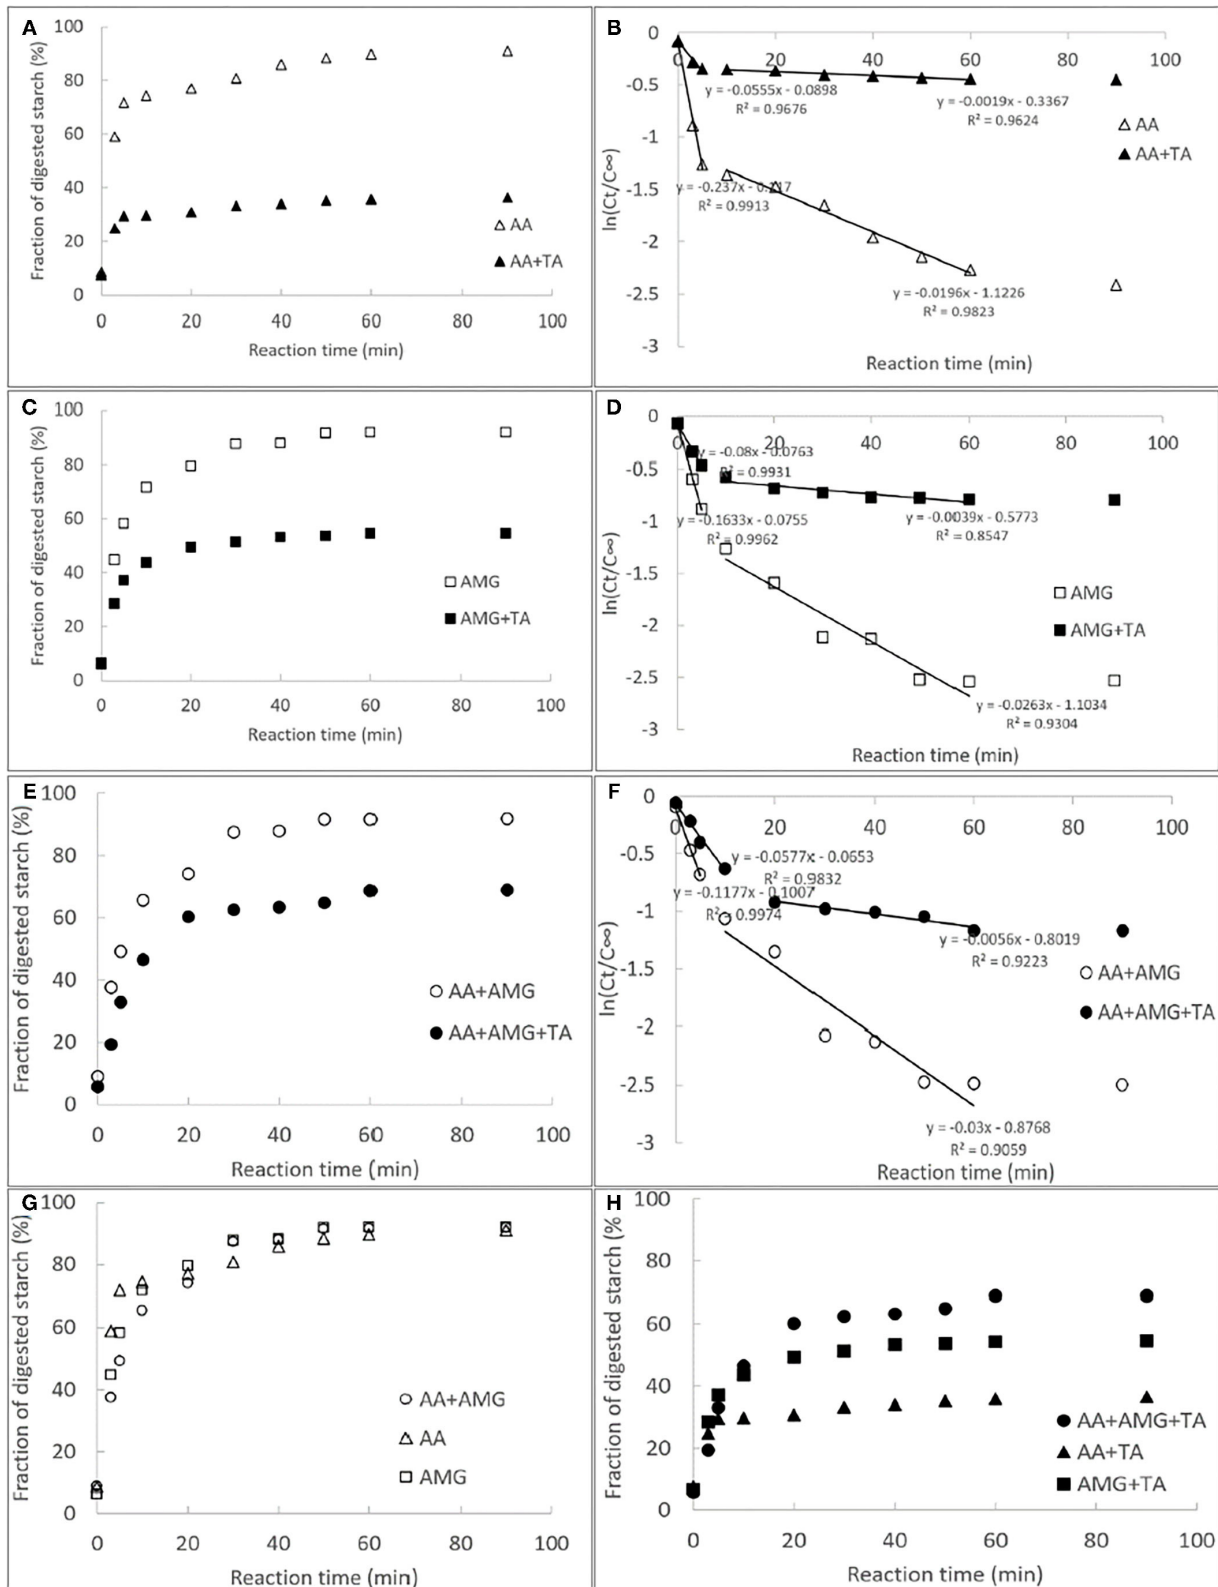 A
Fraction of digested starch (%)
100
80
60
40
20
0
0 20 40 60 80 100
Reaction time (min)
AA
AA+TA
B
ln(Ct/C∞)
0
-0.5
-1
-1.5
-2
-2.5
-3
0 20 40 60 80 100
y = -0.0555x - 0.0898
R² = 0.9676
y = -0.0019x - 0.3367
R² = 0.9624
AA
AA+TA
R² = 0.9913
y = -0.0196x - 1.1226
R² = 0.9823
Reaction time (min)
C
Fraction of digested starch (%)
100
80
60
40
20
0
0 20 40 60 80 100
Reaction time (min)
AMG
AMG+TA
D
ln(Ct/C∞)
0
-0.5
-1
-1.5
-2
-2.5
-3
0 20 40 60 80 100
y = -0.08x - 0.0763
R² = 0.9931
y = -0.1633x - 0.0755
R² = 0.9962
y = -0.0039x - 0.5773
R² = 0.8547
AMG
AMG+TA
y = -0.0263x - 1.1034
R² = 0.9304
Reaction time (min)
E
Fraction of digested starch (%)
100
80
60
40
20
0
0 20 40 60 80 100
Reaction time (min)
AA+AMG
AA+AMG+TA
F
ln(Ct/C∞)
0
-0.5
-1
-1.5
-2
-2.5
-3
0 20 40 60 80 100
y = -0.0577x - 0.0653
R² = 0.9832
y = -0.1177x - 0.1007
R² = 0.9974
y = -0.0056x - 0.8019
R² = 0.9223
AA+AMG
AA+AMG+TA
y = -0.03x - 0.8768
R² = 0.9059
Reaction time (min)
G
Fraction of digested starch (%)
100
80
60
40
20
0
0 20 40 60 80 100
Reaction time (min)
AA+AMG
AA
AMG
H
Fraction of digested starch (%
100
80
60
40
20
0
0 20 40 60 80 100
Reaction time (min)
AA+AMG+TA
AA+TA
AMG+TA